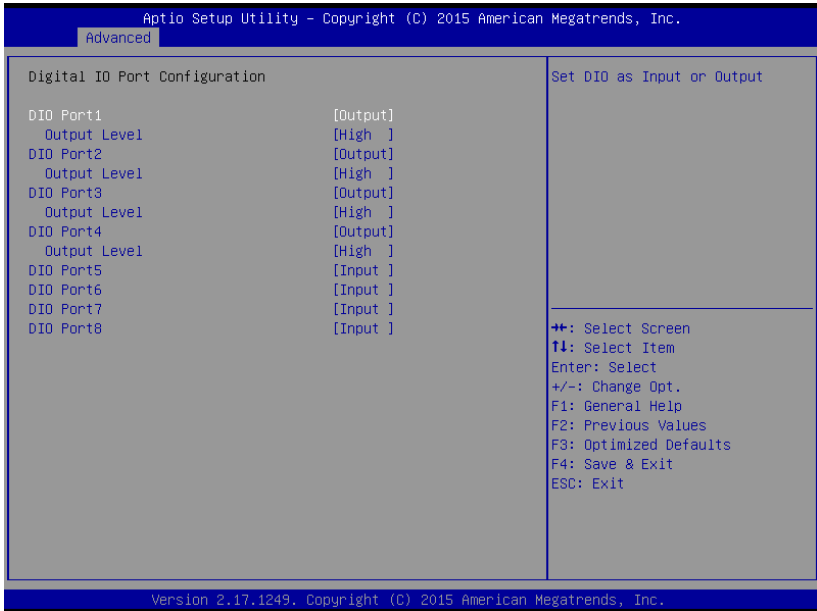 Aptio Setup Utility – Copyright (C) 2015 American Megatrends, Inc.
Advanced
Digital IO Port Configuration
DIO Port1 [Output]
Output Level [High ]
DIO Port2 [Output]
Output Level [High ]
DIO Port3 [Output]
Output Level [High ]
DIO Port4 [Output]
Output Level [High ]
DIO Port5 [Input ]
DIO Port6 [Input ]
DIO Port7 [Input ]
DIO Port8 [Input ]
Set DIO as Input or Output
→←: Select Screen
↑↓: Select Item
Enter: Select
+/-: Change Opt.
F1: General Help
F2: Previous Values
F3: Optimized Defaults
F4: Save & Exit
ESC: Exit
Version 2.17.1249. Copyright (C) 2015 American Megatrends, Inc.